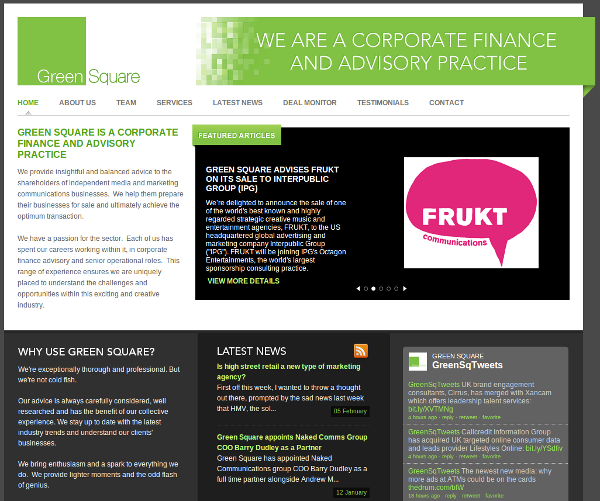 Green Square
WE ARE A CORPORATE FINANCE
AND ADVISORY PRACTICE
HOME ABOUT US TEAM SERVICES LATEST NEWS DEAL MONITOR TESTIMONIALS CONTACT
GREEN SQUARE IS A CORPORATE
FINANCE AND ADVISORY
PRACTICE
We provide insightful and balanced advice to the
shareholders of independent media and marketing
communications businesses. We help them prepare
their businesses for sale and ultimately achieve the
optimum transaction.
We have a passion for the sector. Each of us has
spent our careers working within it, in corporate
finance advisory and senior operational roles. This
range of experience ensures we are uniquely
placed to understand the challenges and
opportunities within this exciting and creative
industry.
FEATURED ARTICLES
GREEN SQUARE ADVISES FRUKT
ON ITS SALE TO INTERPUBLIC
GROUP (IPG)
We're delighted to announce the sale of one
of the world's best known and highly
regarded strategic creative music and
entertainment agencies, FRUKT, to the US
headquartered global advertising and
marketing company Interpublic Group
("IPG"). FRUKT will be joining IPG's Octagon
Entertainments, the world's largest
sponsorship consulting practice.
VIEW MORE DETAILS
FRUKT
communications
WHY USE GREEN SQUARE?
We're exceptionally thorough and professional. But
we're not cold fish.
Our advice is always carefully considered, well
researched and has the benefit of our collective
experience. We stay up to date with the latest
industry trends and understand our clients'
businesses.
We bring enthusiasm and a spark to everything we
do. We provide lighter moments and the odd flash
of genius.
LATEST NEWS
Is high street retail a new type of marketing
agency?
First off this week, I wanted to throw a thought
out there, prompted by the sad news last week
that HMV, the sol...
05 February
Green Square appoints Naked Comms Group
COO Barry Dudley as a Partner
Green Square has appointed Naked
Communications group COO Barry Dudley as a
full time partner alongside Andrew M...
12 January
GREEN SQUARE
GreenSqTweets
GreenSqTweets UK brand engagement
consultants, Cirrus, has merged with Xancam
which offers leadership talent services:
bit.ly/XVTMNg
4 hours ago · reply · retweet · favorite
GreenSqTweets Callcredit Information Group
has acquired UK targeted online consumer data
and leads provider Lifestyles Online: bit.ly/YSdhiv
4 hours ago · reply · retweet · favorite
GreenSqTweets The newest new media: why
more ads at ATMs could be on the cards
thedrum.com/bfW
18 hours ago · reply · retweet · favorite